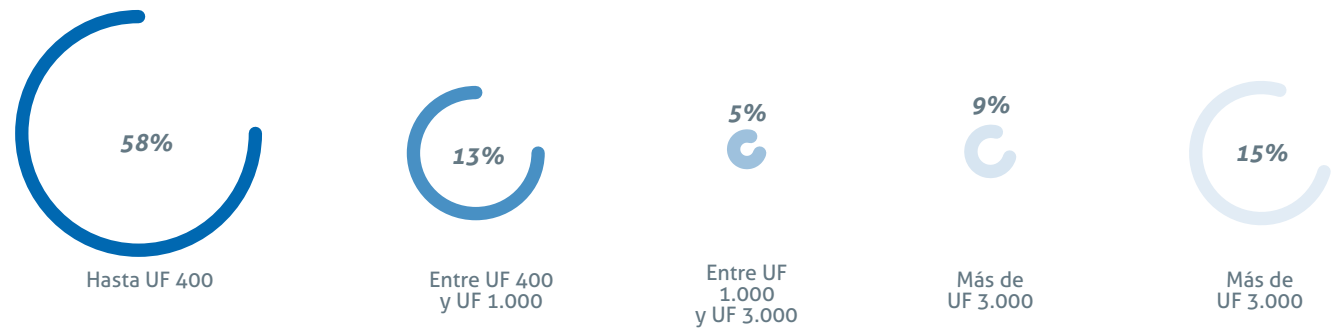 58%
Hasta UF 400
13%
Entre UF 400
y UF 1.000
5%
Entre UF
1.000
y UF 3.000
9%
Más de
UF 3.000
15%
Más de
UF 3.000